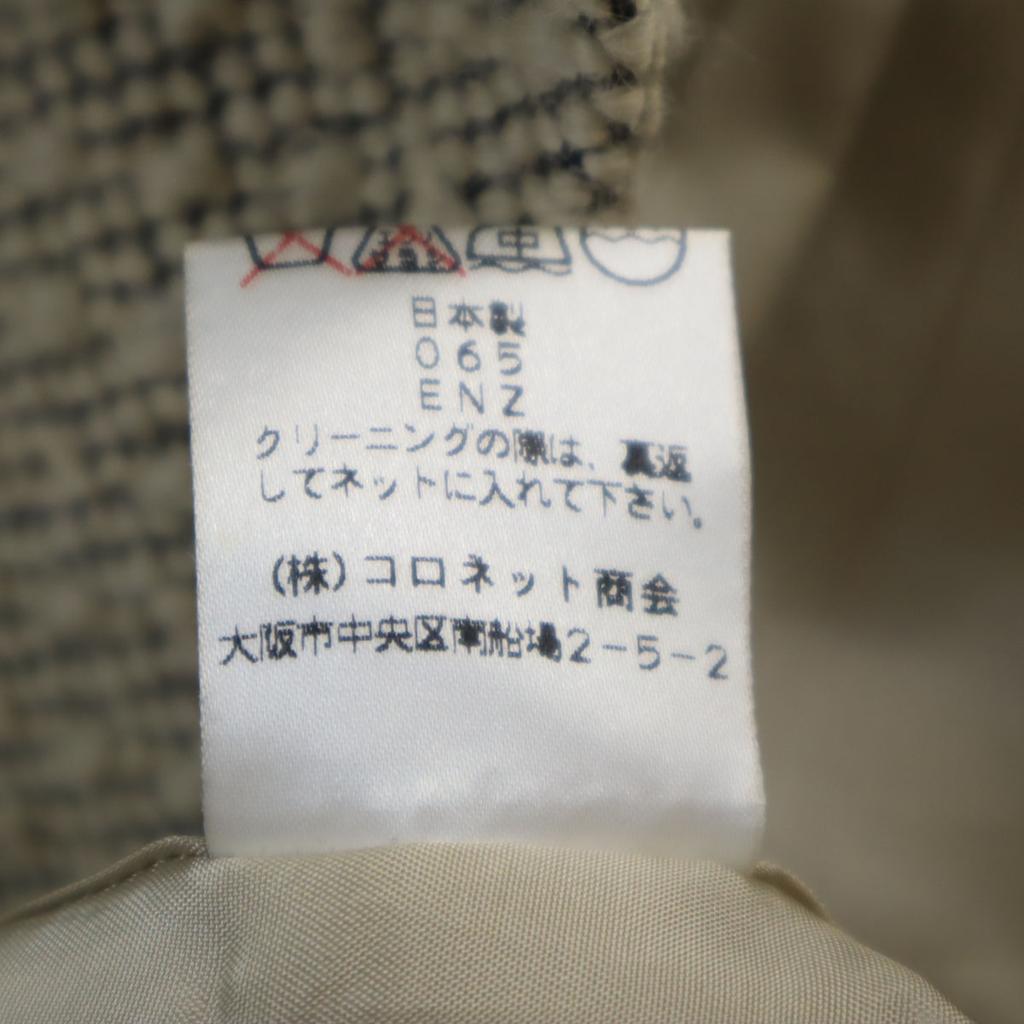 日本製
065
ENZ
クリーニングの際は、裏返
してネットに入れて下さい。
(株)コロネット商会
大阪市中央区南船場2-5-2